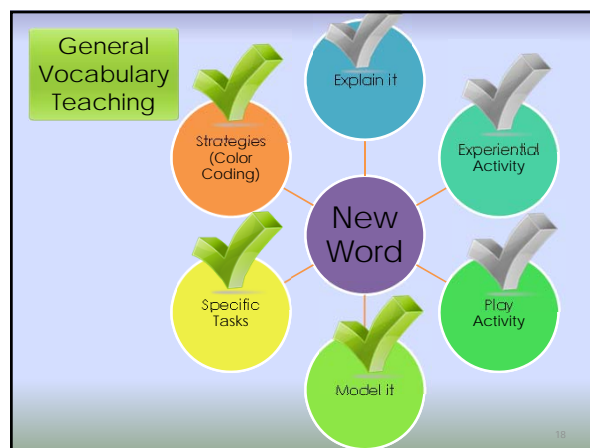 General
Vocabulary
Teaching
Explain it
Strategies
(Color
Coding)
Experiential
Activity
New
Word
Specific
Tasks
Play
Activity
Model it
18